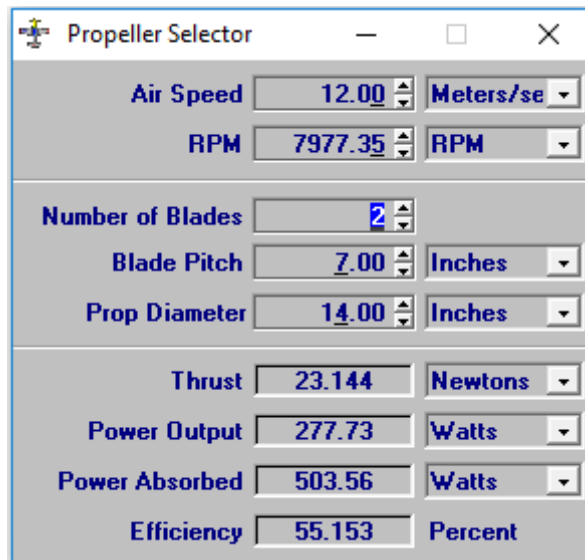 Propeller Selector
Air Speed 12.00 Meters/se
RPM 7977.35 RPM
Number of Blades 2
Blade Pitch 7.00 Inches
Prop Diameter 14.00 Inches
Thrust 23.144 Newtons
Power Output 277.73 Watts
Power Absorbed 503.56 Watts
Efficiency 55.153 Percent